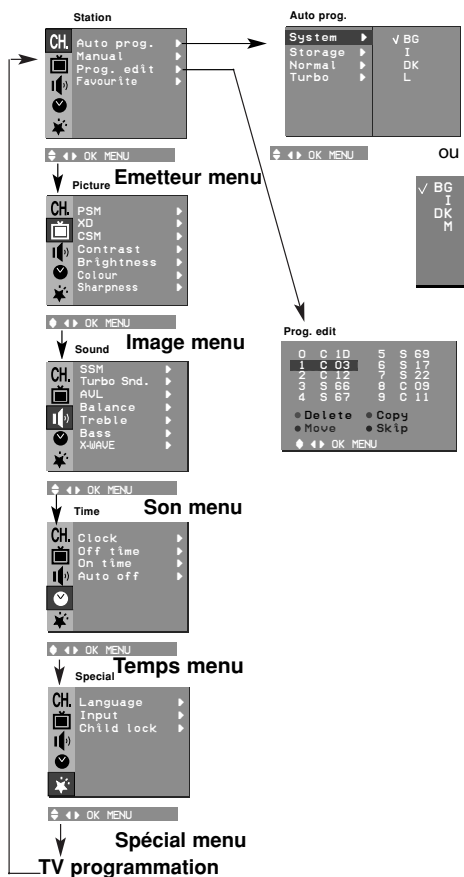 Station
CH.
Auto prog.
Manual
Prog. edit
Favourite
OK MENU
Emetteur menu
Picture
CH.
PSM
XD
CSM
Contrast
Brightness
Colour
Sharpness
OK MENU
Image menu
Sound
CH.
SSM
Turbo Snd.
AVL
Balance
Treble
Bass
X-WAVE
OK MENU
Son menu
Time
CH.
Clock
Off time
On time
Auto off
OK MENU
Temps menu
Special
CH.
Language
Input
Child lock
OK MENU
Spécial menu
TV programmation
Auto prog.
System √ BG
Storage I
Normal DK
Turbo L
OK MENU
ou
√ BG
I
DK
M
Prog. edit
0 C 1D 5 S 69
1 C 03 6 S 17
2 C 12 7 S 22
3 S 66 8 C 09
4 S 67 9 C 11
Delete Copy
Move Skip
OK MENU